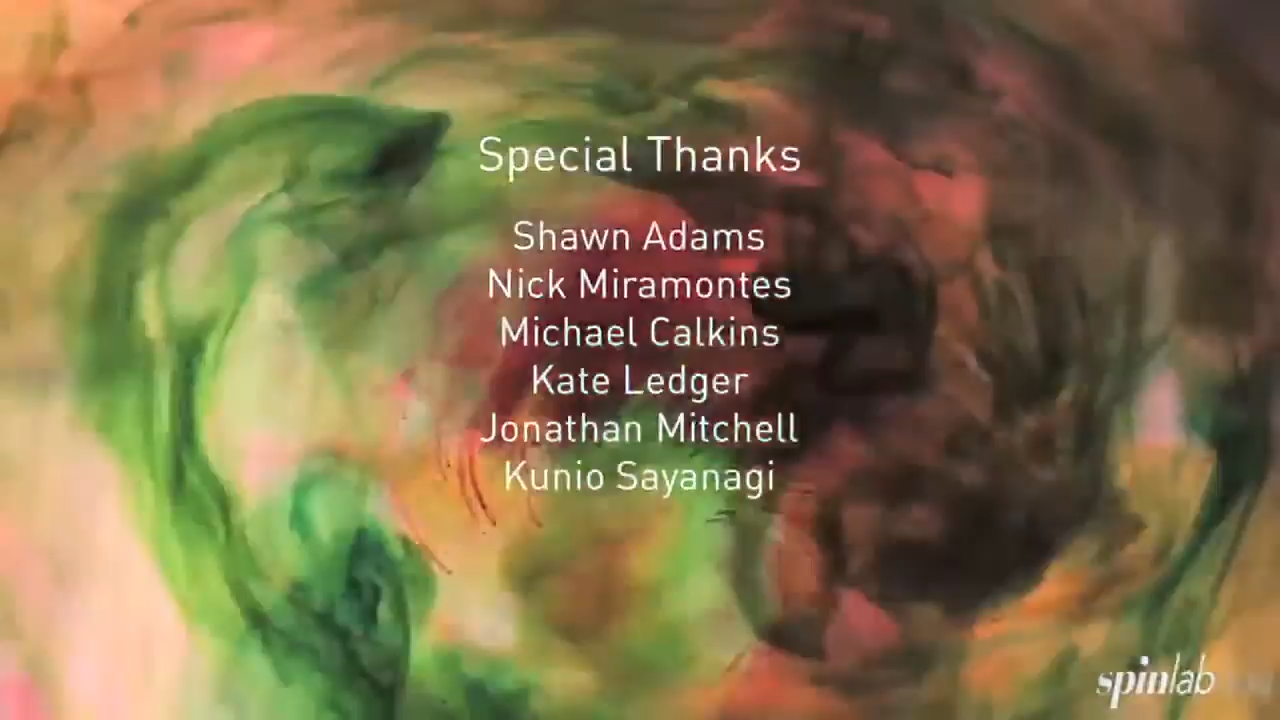 Special Thanks
Shawn Adams
Nick Miramontes
Michael Calkins
Kate Ledger
Jonathan Mitchell
Kunio Sayanagi
spinlab